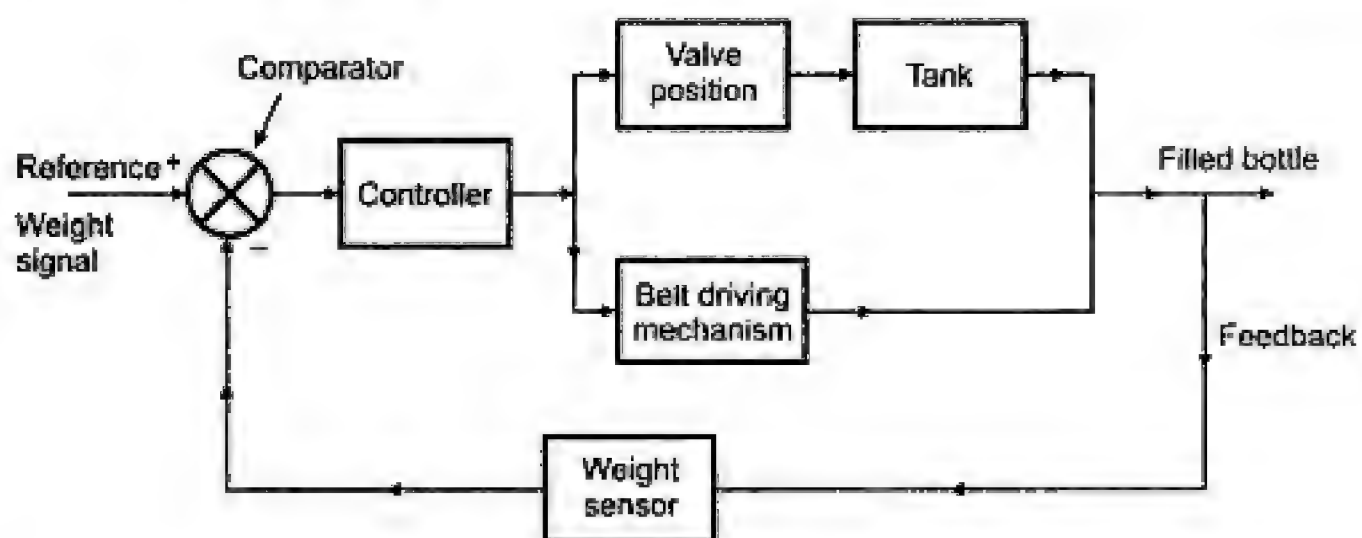 Comparator
Reference +
Weight
signal
−
Controller
Valve
position
Tank
Belt driving
mechanism
Filled bottle
Feedback
Weight
sensor